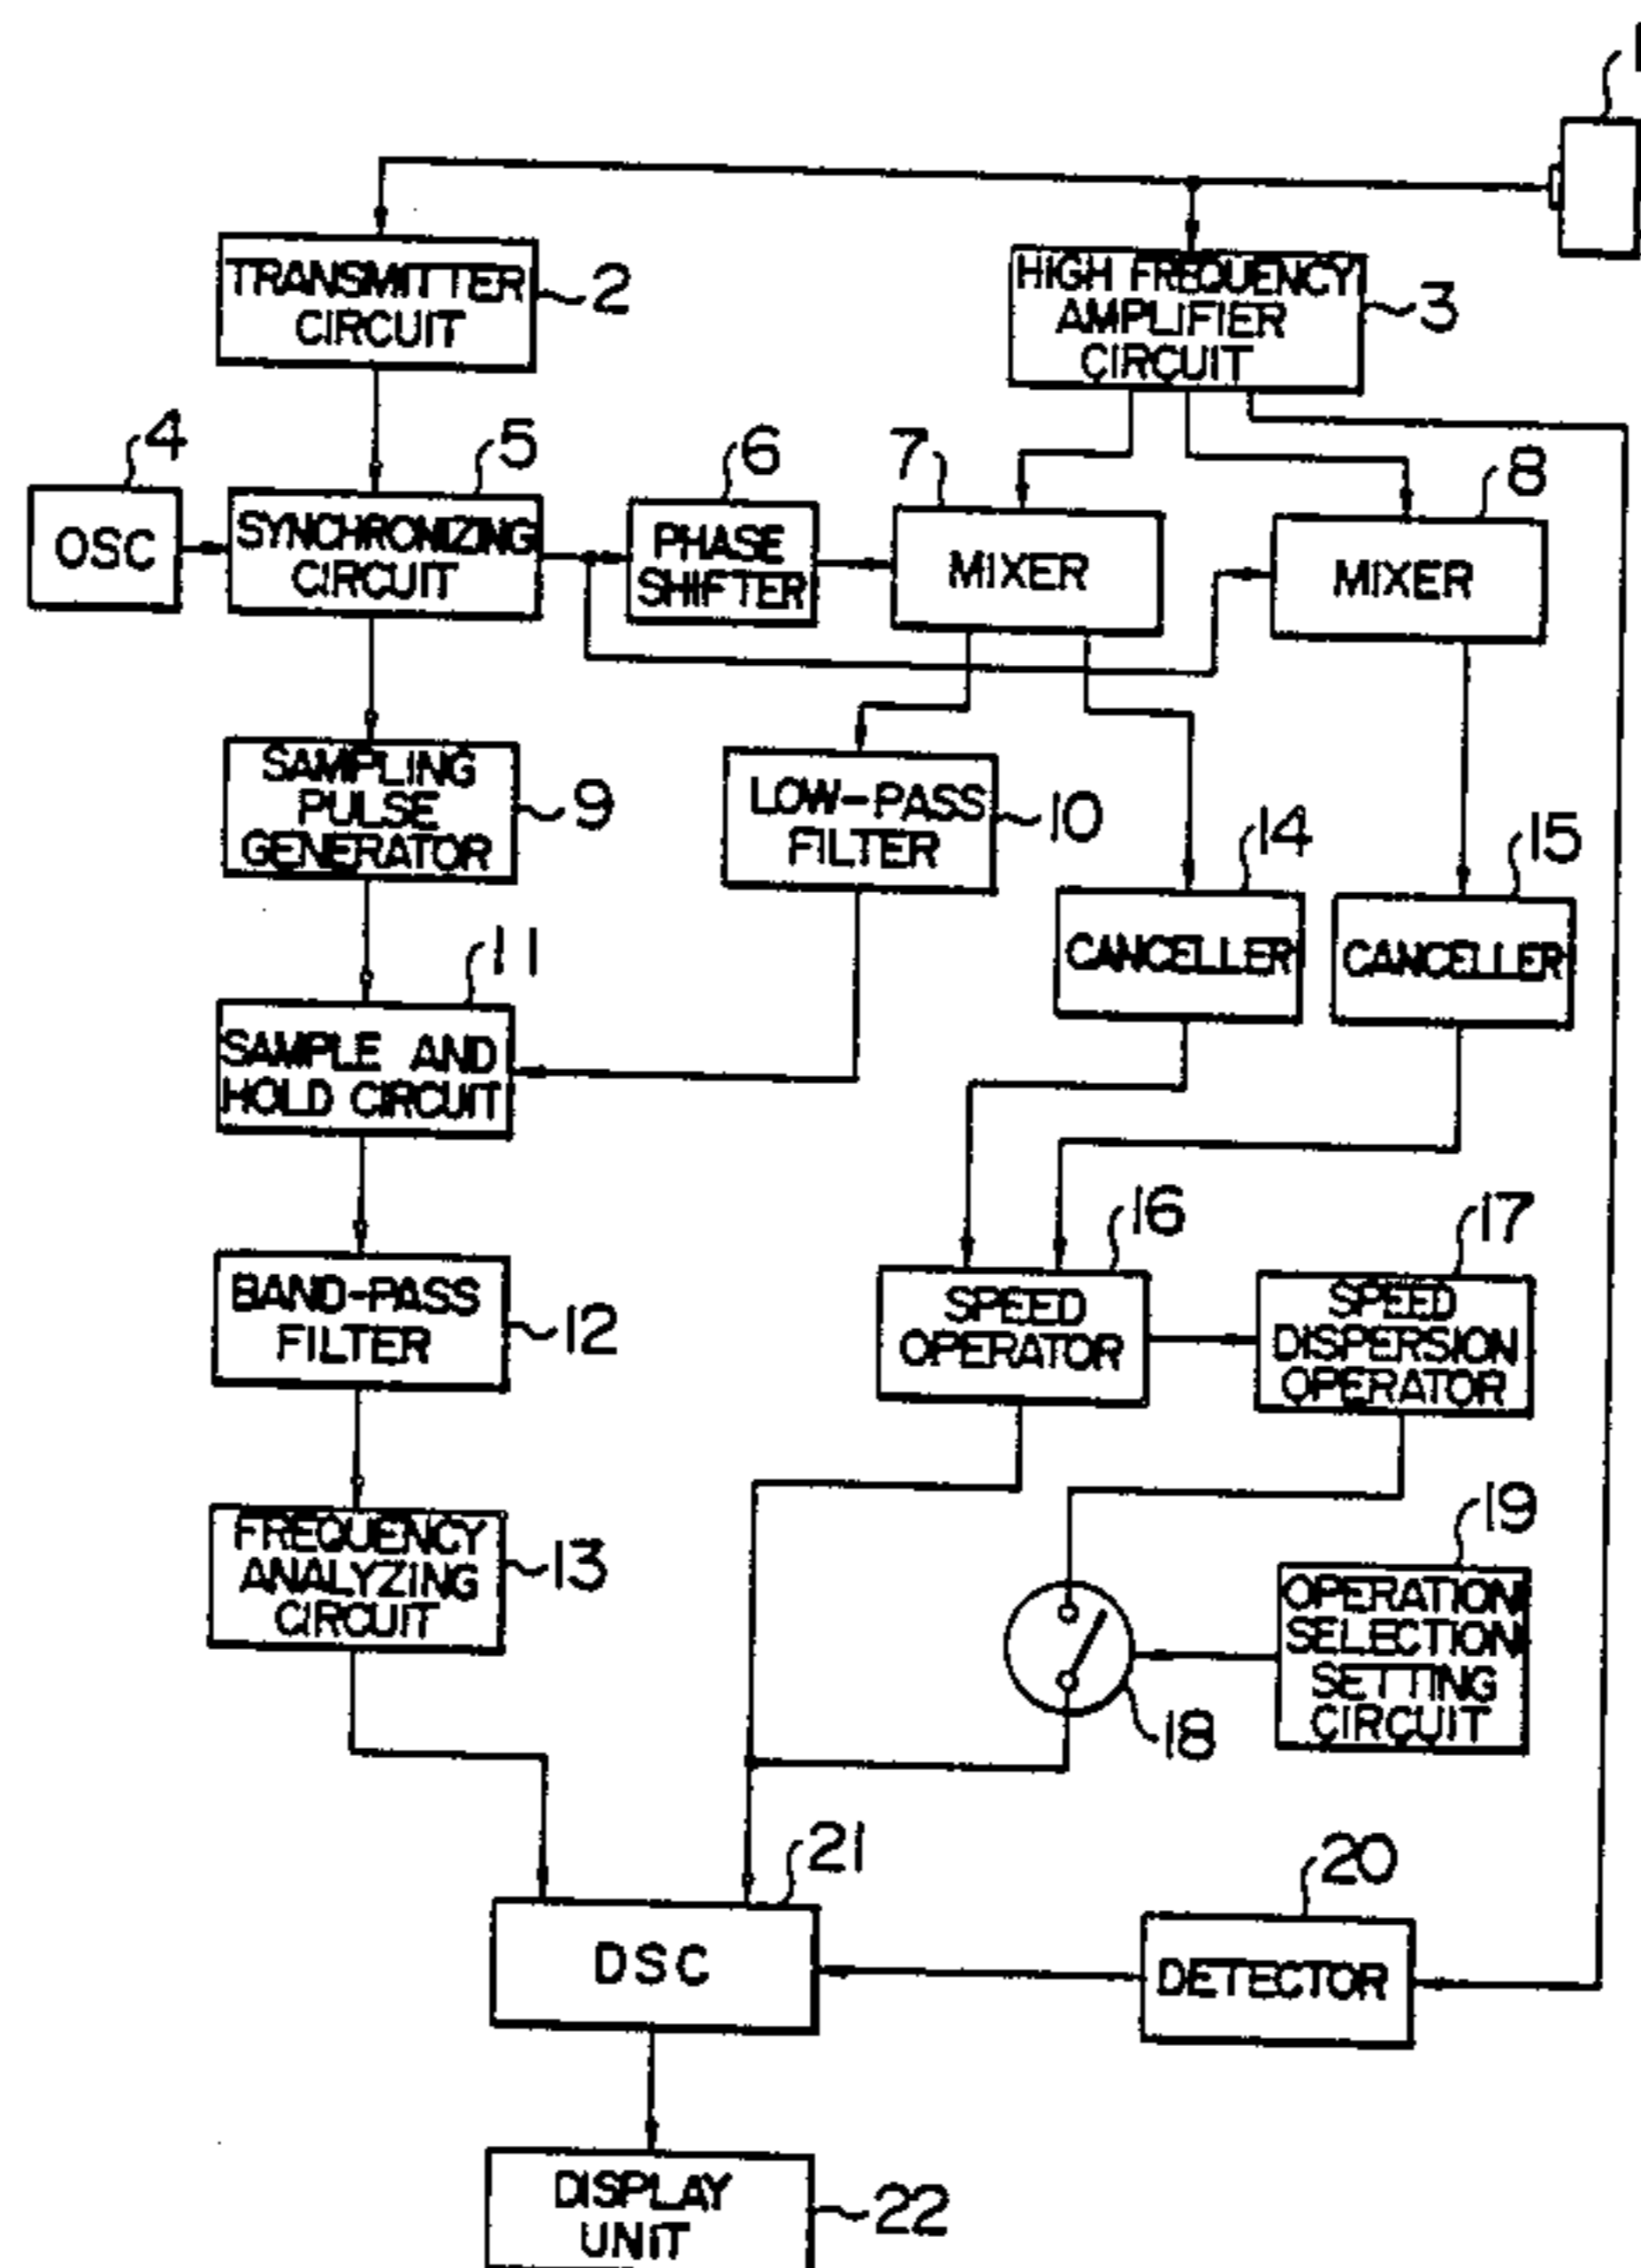 1
TRANSMITTER
CIRCUIT
2
HIGH FREQUENCY
AMPLIFIER
CIRCUIT
3
4
OSC
5
SYNCHRONIZING
CIRCUIT
6
PHASE
SHIFTER
7
MIXER
8
MIXER
SAMPLING
PULSE
GENERATOR
9
LOW-PASS
FILTER
10
14
CANCELLER
15
CANCELLER
11
SAMPLE AND
HOLD CIRCUIT
BAND-PASS
FILTER
12
16
SPEED
OPERATOR
17
SPEED
DISPERSION
OPERATOR
FREQUENCY
ANALYZING
CIRCUIT
13
18
19
OPERATION
SELECTION
SETTING
CIRCUIT
21
DSC
20
DETECTOR
DISPLAY
UNIT
22